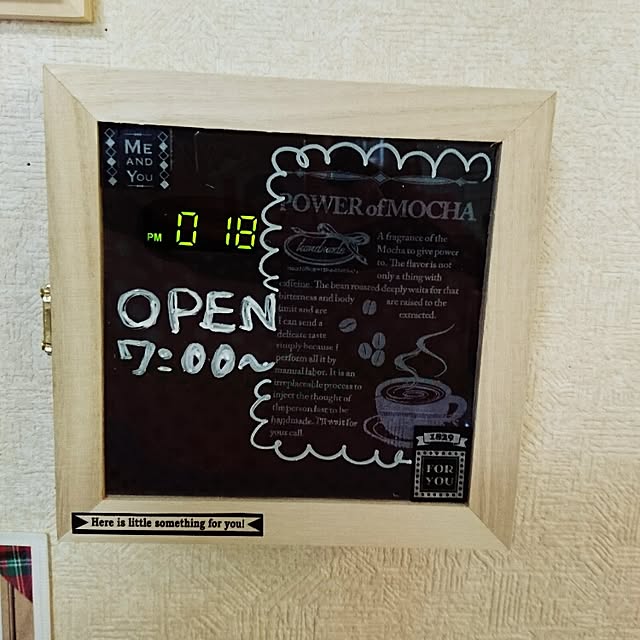 ME
AND
YOU
PM 0 18
OPEN
7:00~
POWER of MOCHA
handmade
A fragrance of the
Mocha to give power
to. The flavor is not
only a thing with
caffeine. The bean roasted deeply waits for that
bitterness and body
are raised to the
limit and are
extracted.
I can send a
delicate taste
simply because I
perform all it by
manual labor. It is an
irreplaceable process to
inject the thought of
the person fast to be
handmade. I'll wait for
your call.
1829
FOR
YOU
Here is little something for you!